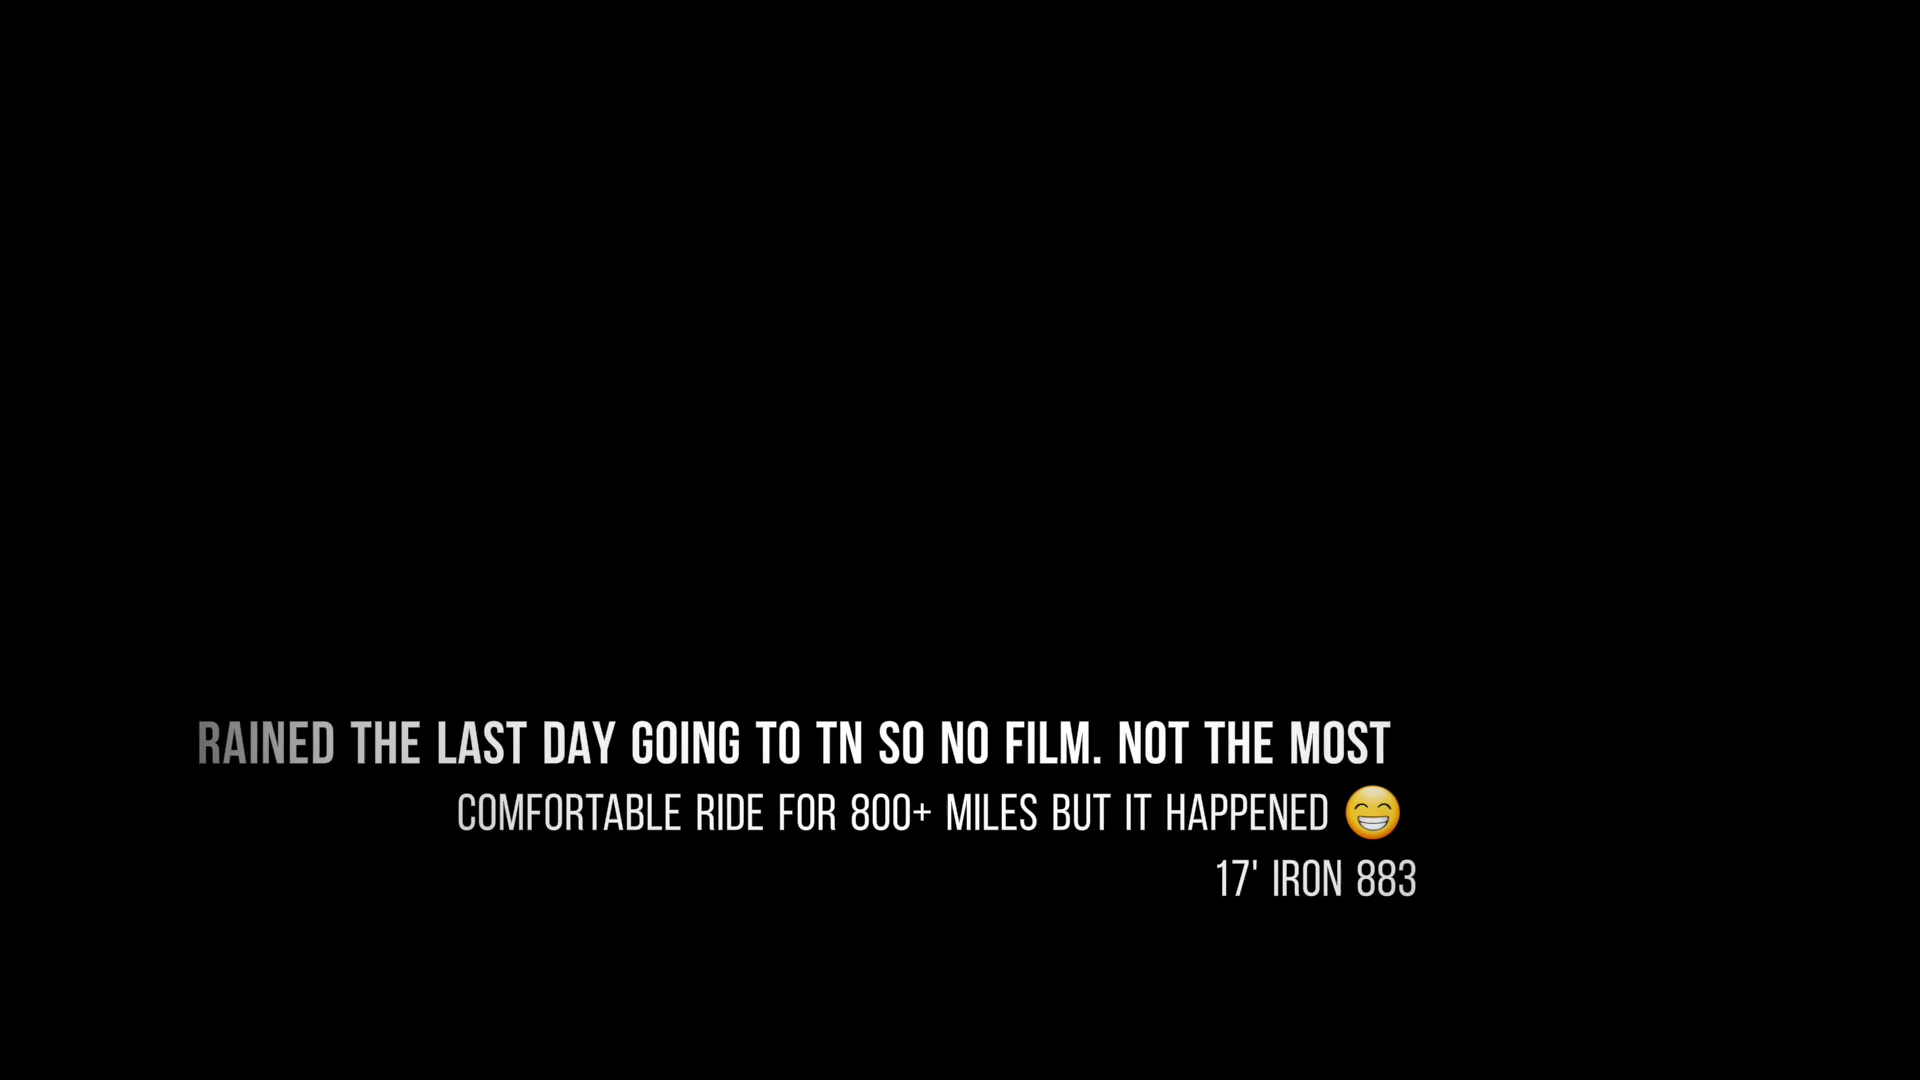 RAINED THE LAST DAY GOING TO TN SO NO FILM. NOT THE MOST
COMFORTABLE RIDE FOR 800+ MILES BUT IT HAPPENED 😁
17' IRON 883